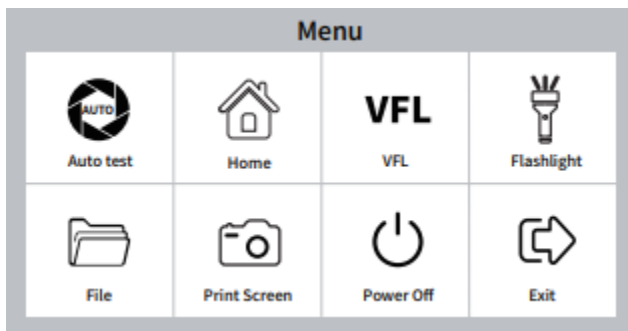 Menu
AUTO
VFL
Auto test
Home
VFL
Flashlight
File
Print Screen
Power Off
Exit